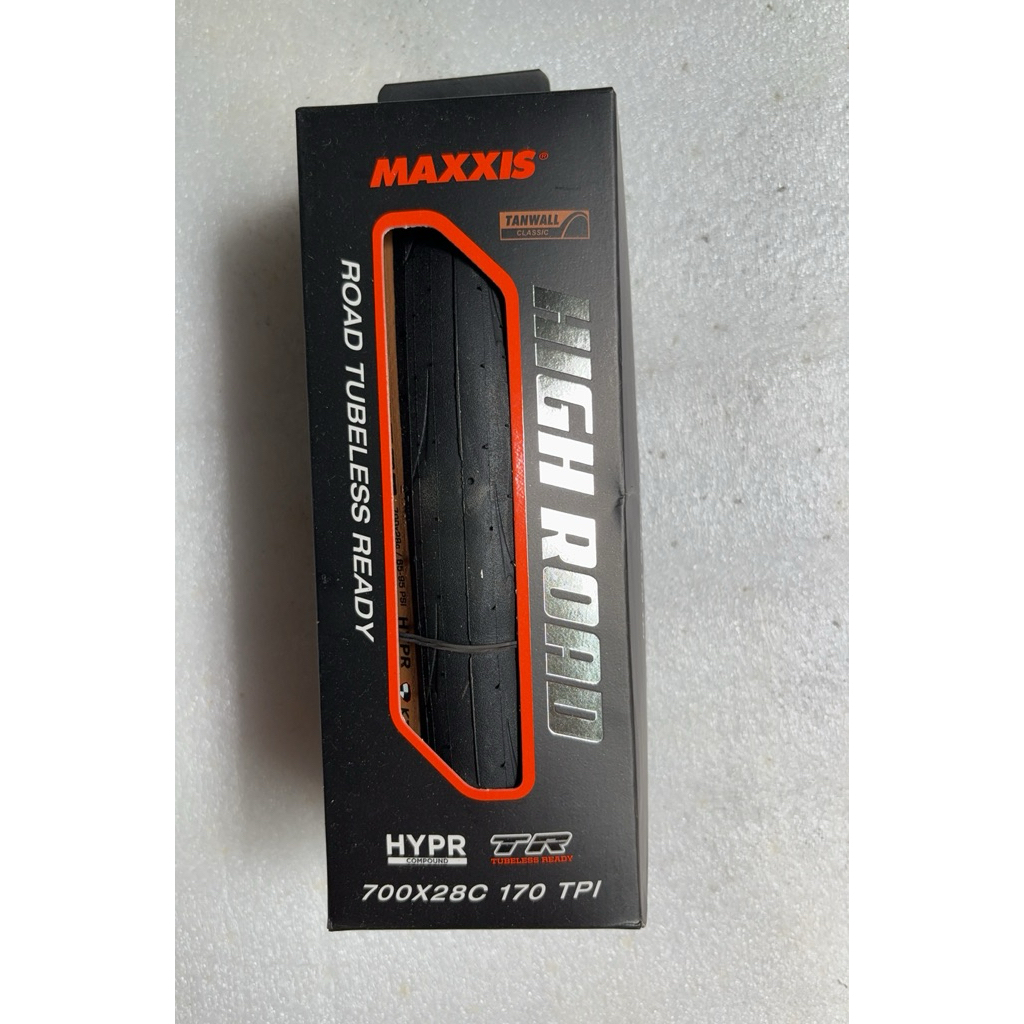 MAXXIS®
TANWALL
CLASSIC
HIGH ROAD
ROAD TUBELESS READY
HYPR
COMPOUND
TR
TUBELESS READY
700X28C 170 TPI